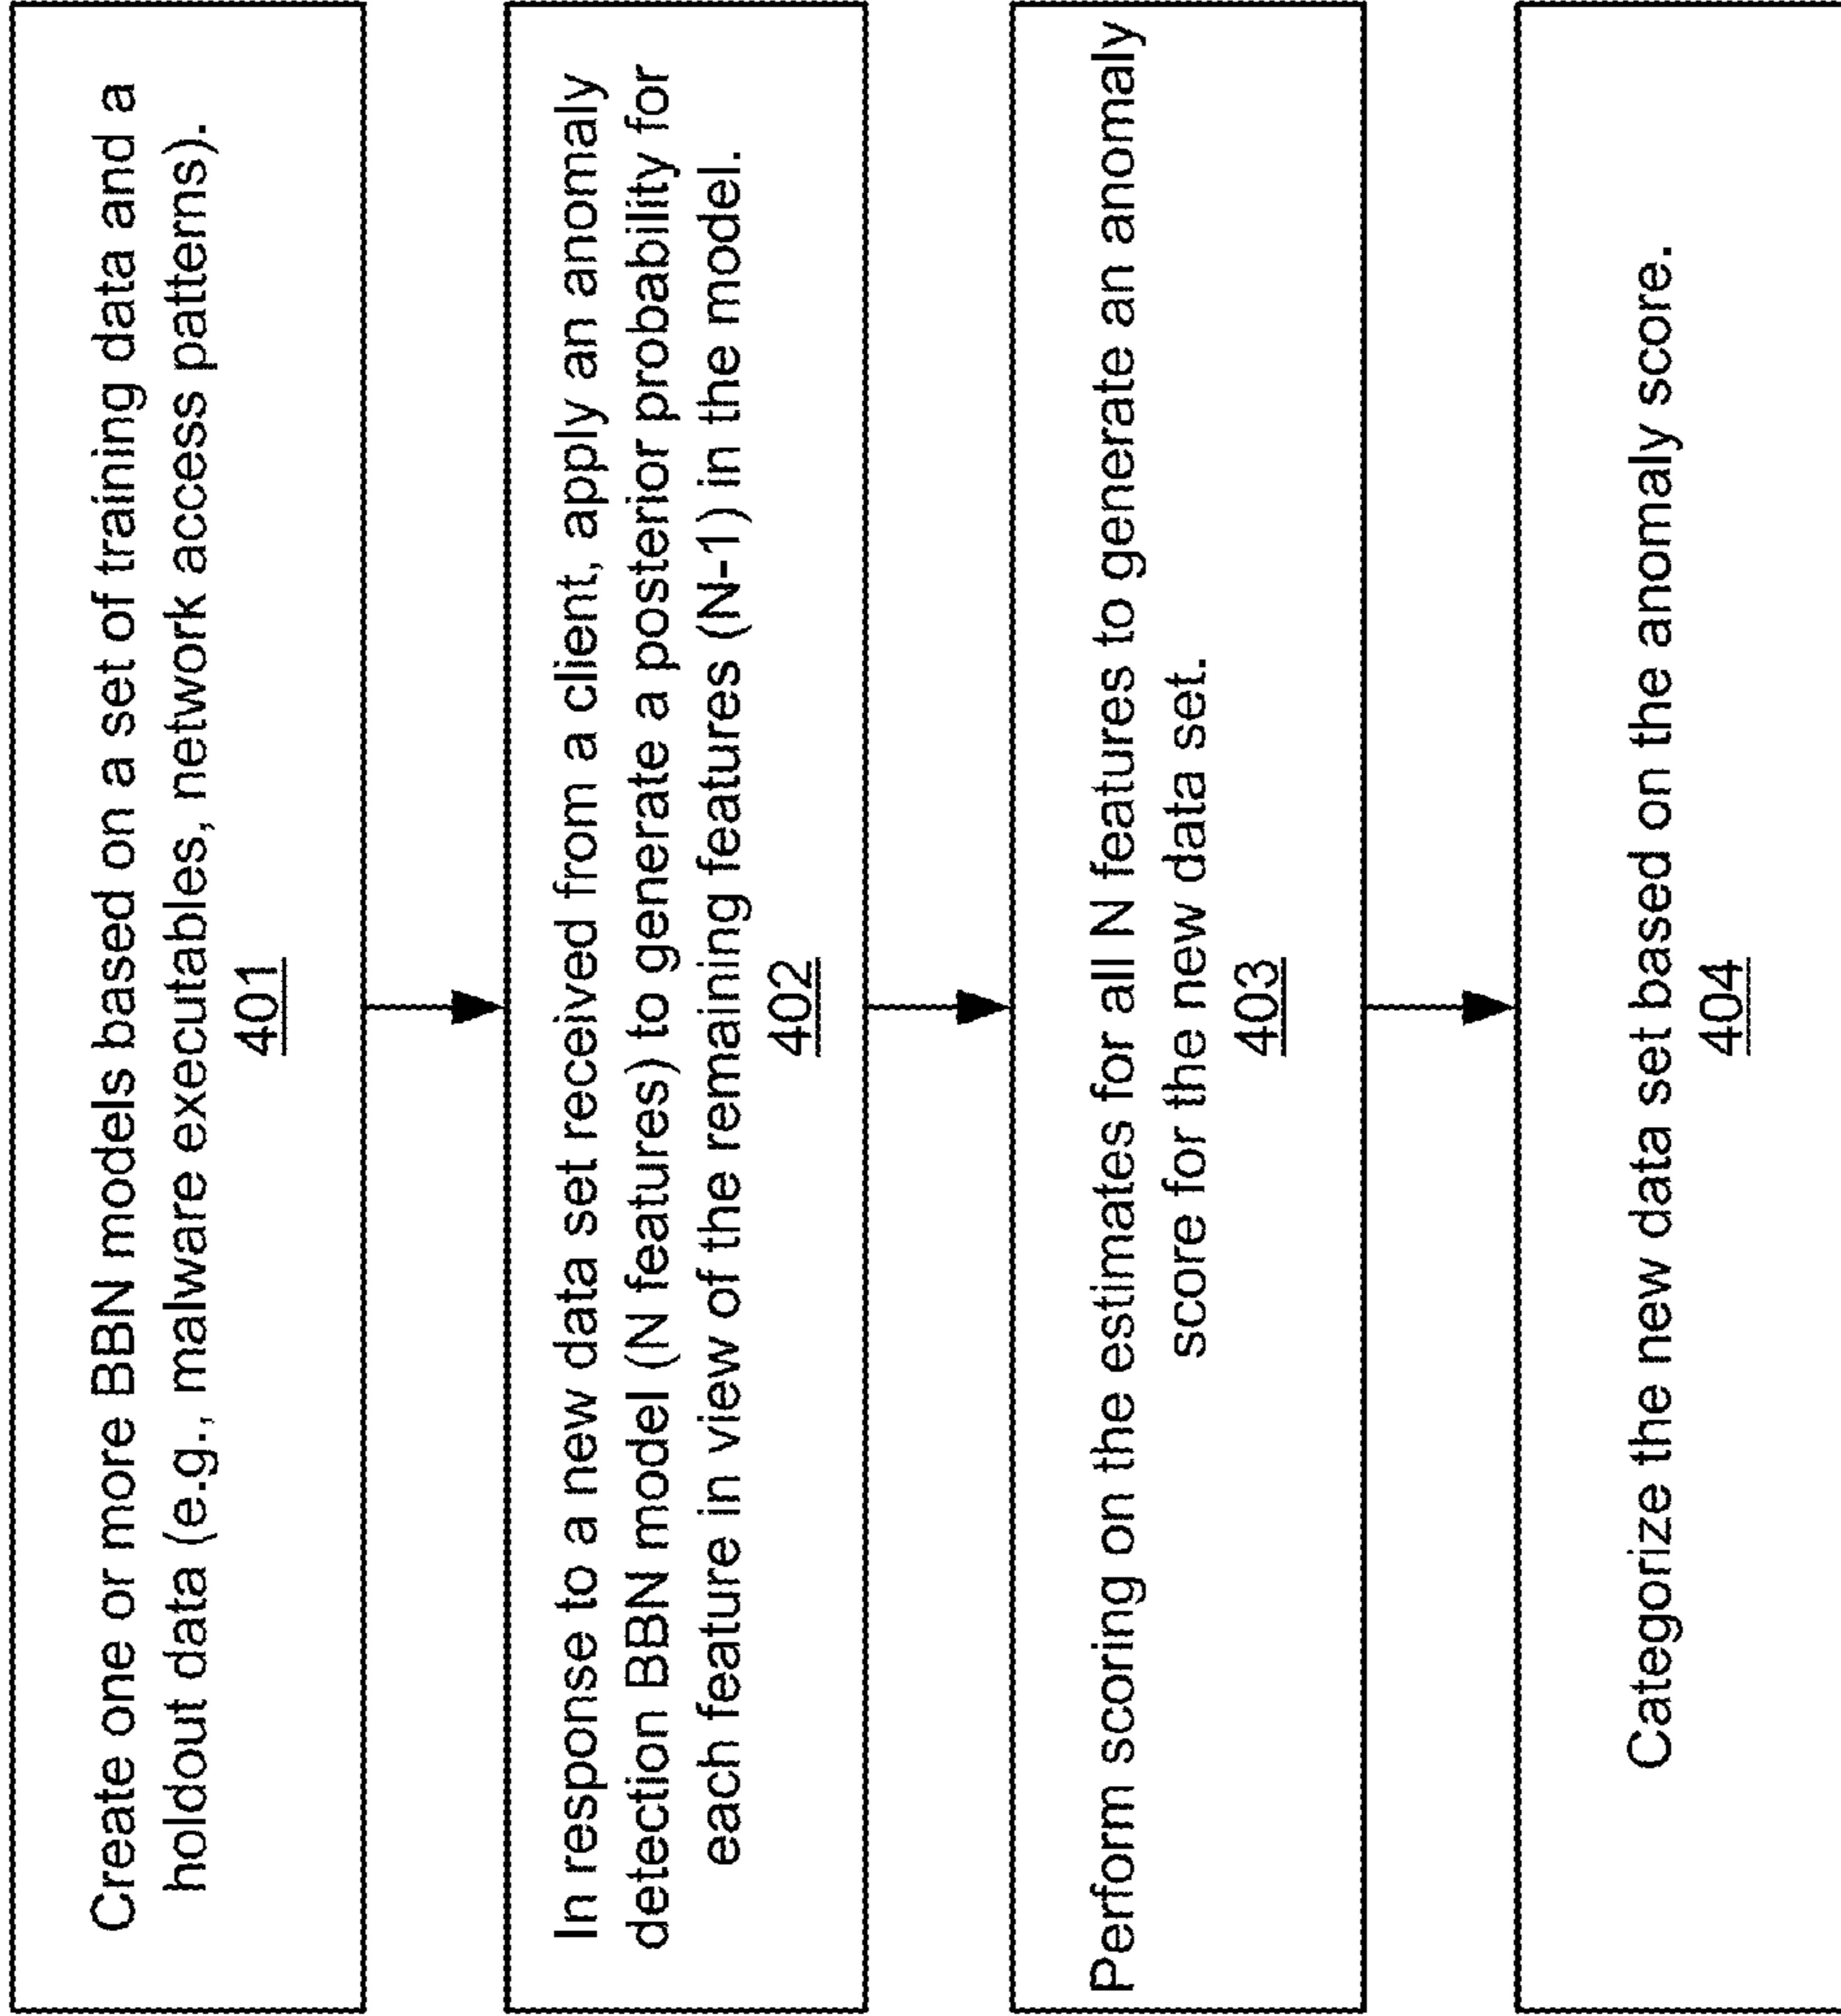 Create one or more BBN models based on a set of training data and a
holdout data (e.g., malware executables, network access patterns).
401
In response to a new data set received from a client, apply an anomaly
detection BBN model (N features) to generate a posterior probability for
each feature in view of the remaining features (N-1) in the model.
402
Perform scoring on the estimates for all N features to generate an anomaly
score for the new data set.
403
Categorize the new data set based on the anomaly score.
404